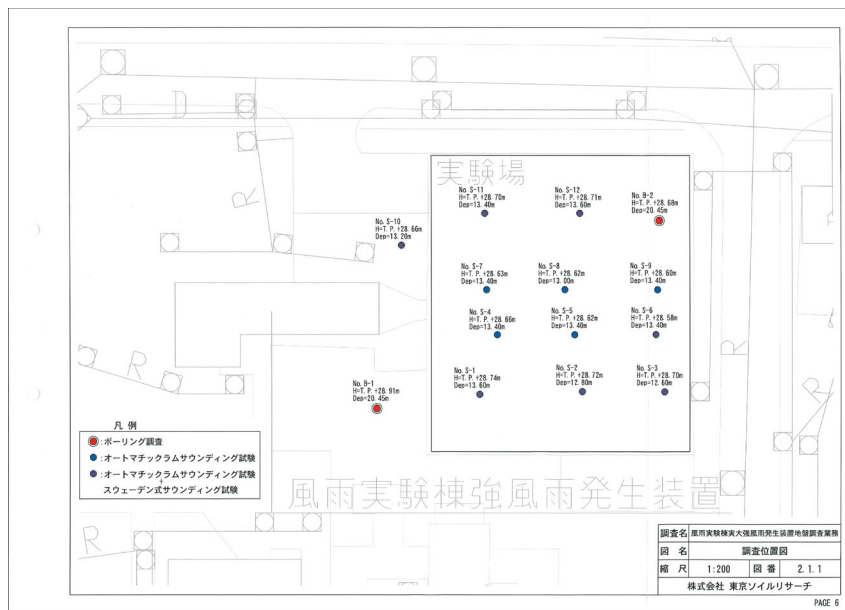 実験場
No. S-11
H=T. P. +28. 70m
Dep=13. 40m
No. S-12
H=T. P. +28. 71m
Dep=13. 60m
No. B-2
H=T. P. +28. 68m
Dep=20. 45m
No. S-10
H=T. P. +28. 66m
Dep=13. 20m
No. S-7
H=T. P. +28. 63m
Dep=13. 40m
No. S-8
H=T. P. +28. 62m
Dep=13. 00m
No. S-9
H=T. P. +28. 60m
Dep=13. 40m
No. S-4
H=T. P. +28. 66m
Dep=13. 40m
No. S-5
H=T. P. +28. 62m
Dep=13. 40m
No. S-6
H=T. P. +28. 58m
Dep=13. 40m
No. S-1
H=T. P. +28. 74m
Dep=13. 60m
No. S-2
H=T. P. +28. 72m
Dep=12. 80m
No. S-3
H=T. P. +28. 70m
Dep=12. 60m
No. B-1
H=T. P. +28. 91m
Dep=20. 45m
D
R
R
R
R
R
凡 例
:ボーリング調査
:オートマチックラムサウンディング試験
:オートマチックラムサウンディング試験
+
スウェーデン式サウンディング試験
風雨実験棟強風雨発生装置
調査名 風雨実験棟実大強風雨発生装置地盤調査業務
図 名 調査位置図
縮 尺 1:200 図 番 2. 1. 1
株式会社 東京ソイルリサーチ
PAGE 6